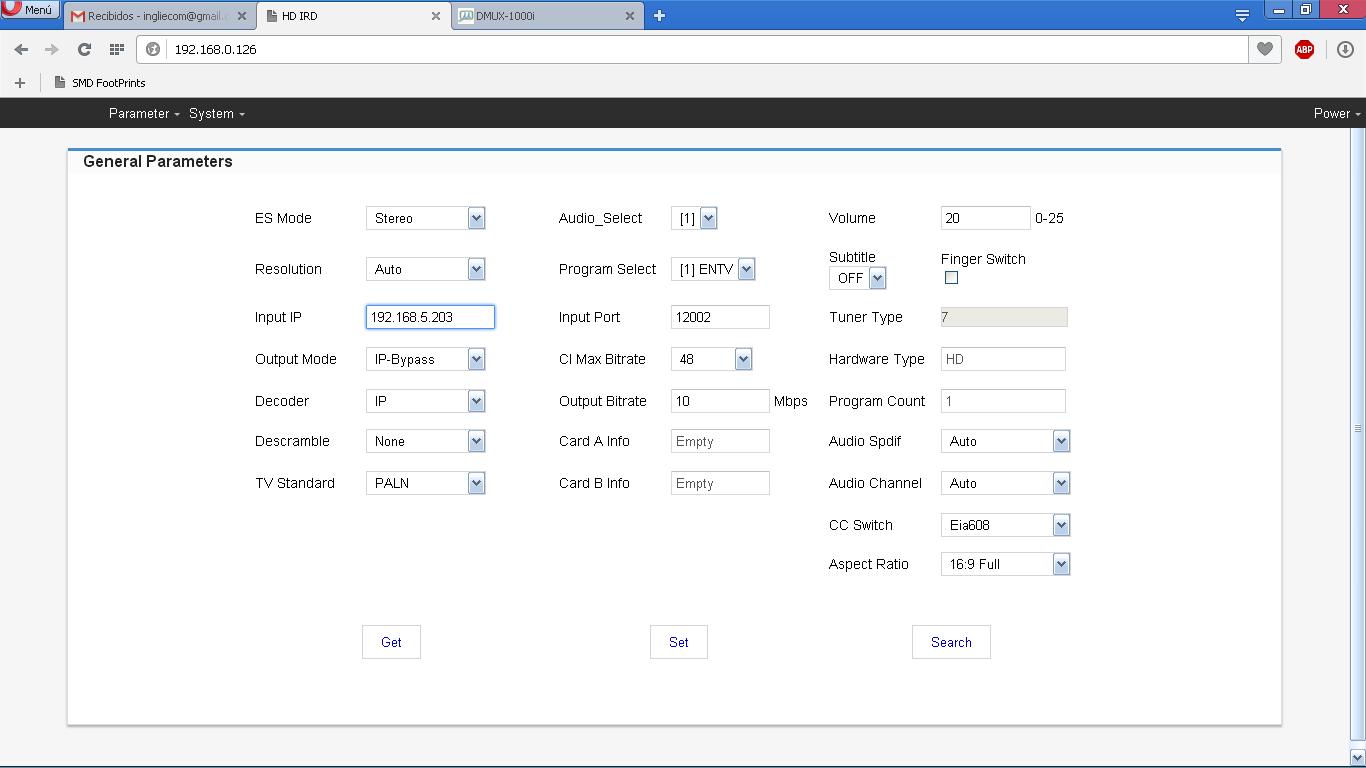 Menú
Recibidos - ingliecom@gmail.c
HD IRD
DMUX-1000i
192.168.0.126
ABP
SMD FootPrints
Parameter System Power
General Parameters
ES Mode Stereo Audio_Select [1] Volume 20 0-25
Resolution Auto Program Select [1] ENTV Subtitle OFF Finger Switch
Input IP 192.168.5.203 Input Port 12002 Tuner Type 7
Output Mode IP-Bypass CI Max Bitrate 48 Hardware Type HD
Decoder IP Output Bitrate 10 Mbps Program Count 1
Descramble None Card A Info Empty Audio Spdif Auto
TV Standard PALN Card B Info Empty Audio Channel Auto
CC Switch Eia608
Aspect Ratio 16:9 Full
Get Set Search